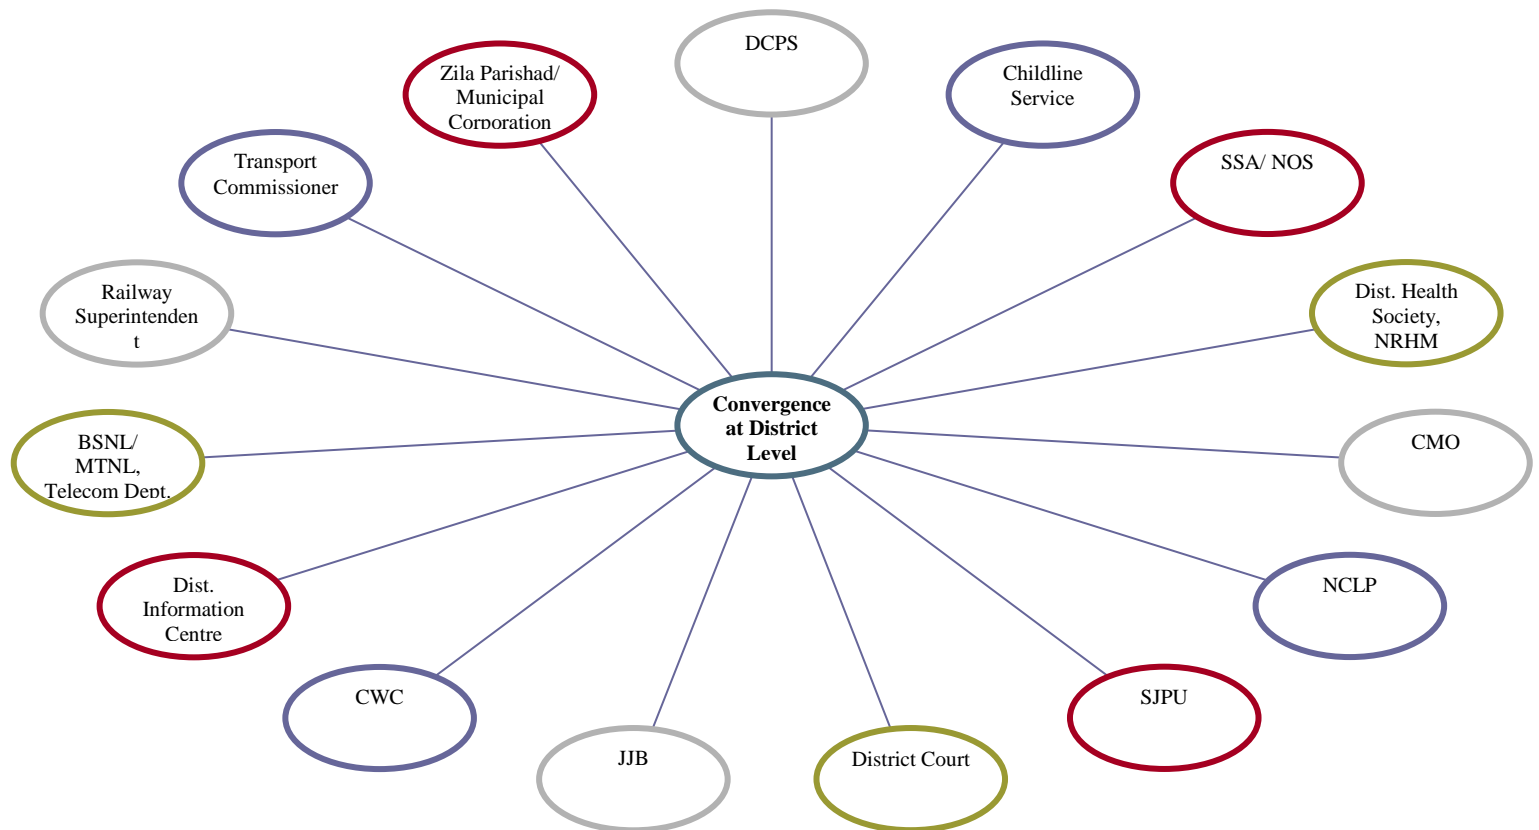 DCPS
Childline
Service
SSA/ NOS
Dist. Health
Society,
NRHM
CMO
NCLP
SJPU
District Court
JJB
CWC
Dist.
Information
Centre
BSNL/
MTNL,
Telecom Dept.
Railway
Superintenden
t
Transport
Commissioner
Zila Parishad/
Municipal
Corporation
Convergence
at District
Level